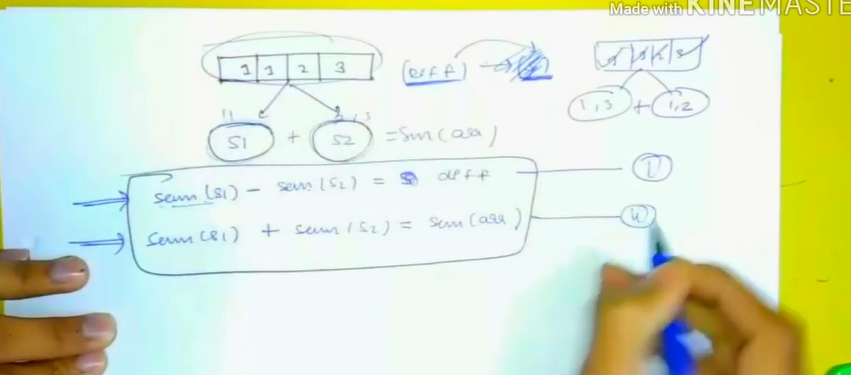 Made with KINEMASTE
1 1 2 3
(diff)
1,3 + 1,2
S1 + S2 = Sum(arr)
sum(S1) - sum(S2) = diff
sum(S1) + sum(S2) = sum(arr)